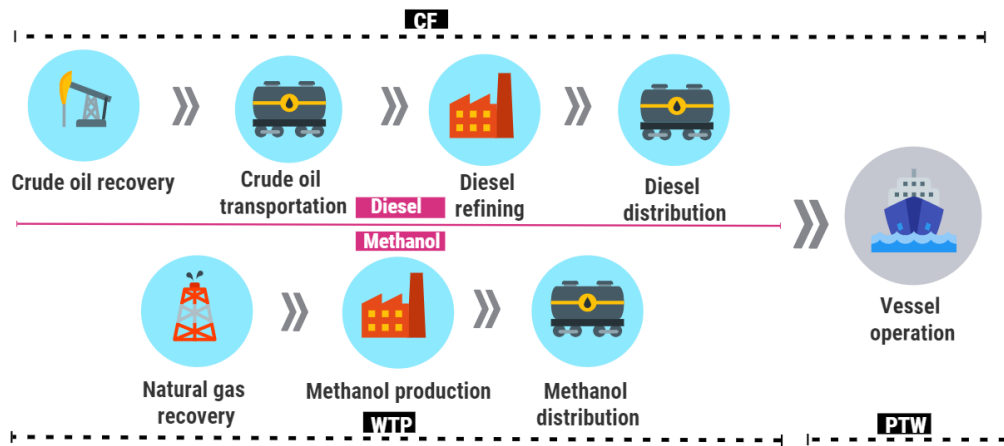 CF
Crude oil recovery
Crude oil
transportation
Diesel
refining
Diesel
distribution
Diesel
Methanol
Vessel
operation
Natural gas
recovery
Methanol production
Methanol
distribution
WTP
PTW